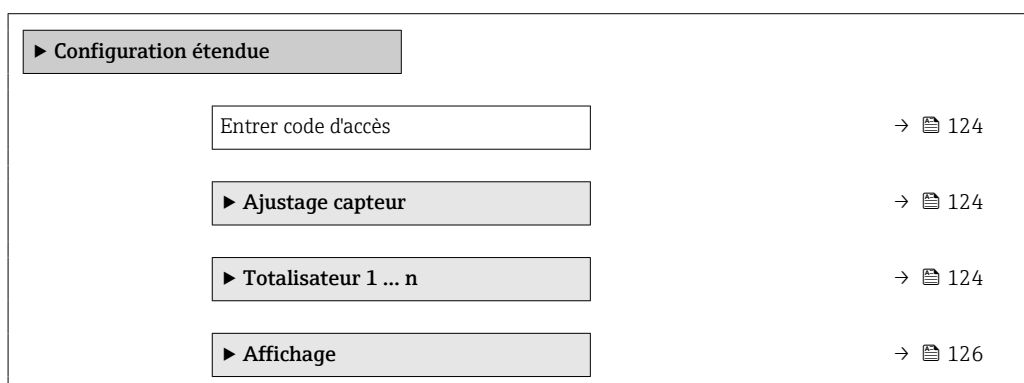 ▶ Configuration étendue
Entrer code d'accès → 124
▶ Ajustage capteur → 124
▶ Totalisateur 1 … n → 124
▶ Affichage → 126